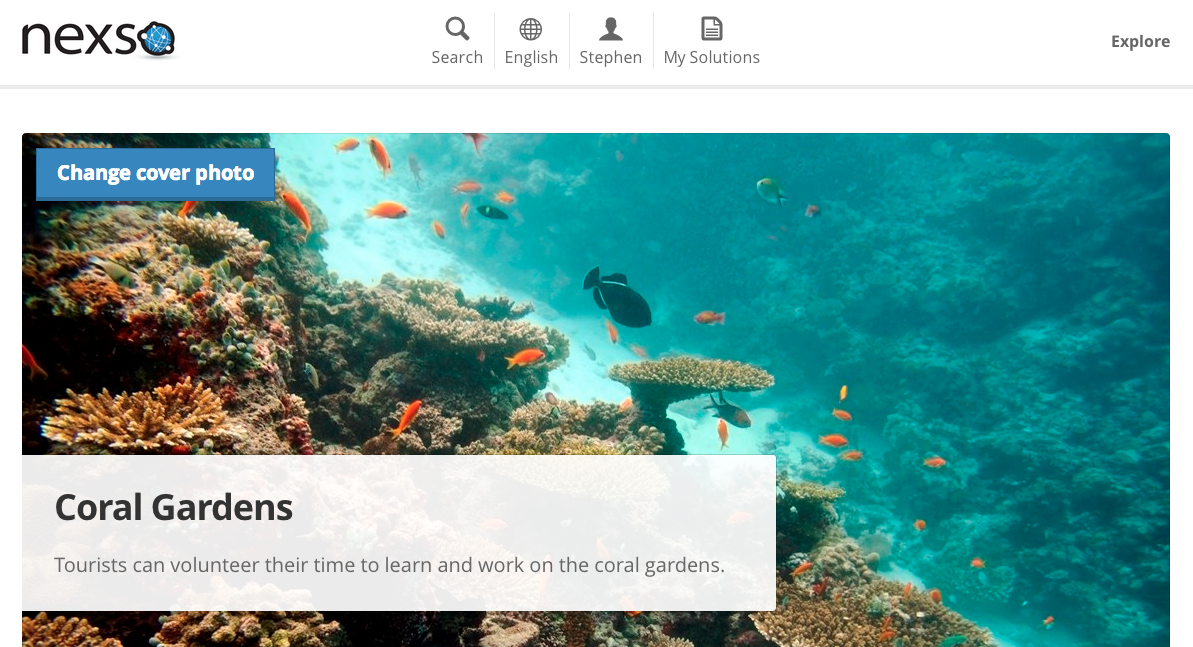 nexso
Search
English
Stephen
My Solutions
Explore
Change cover photo
Coral Gardens
Tourists can volunteer their time to learn and work on the coral gardens.